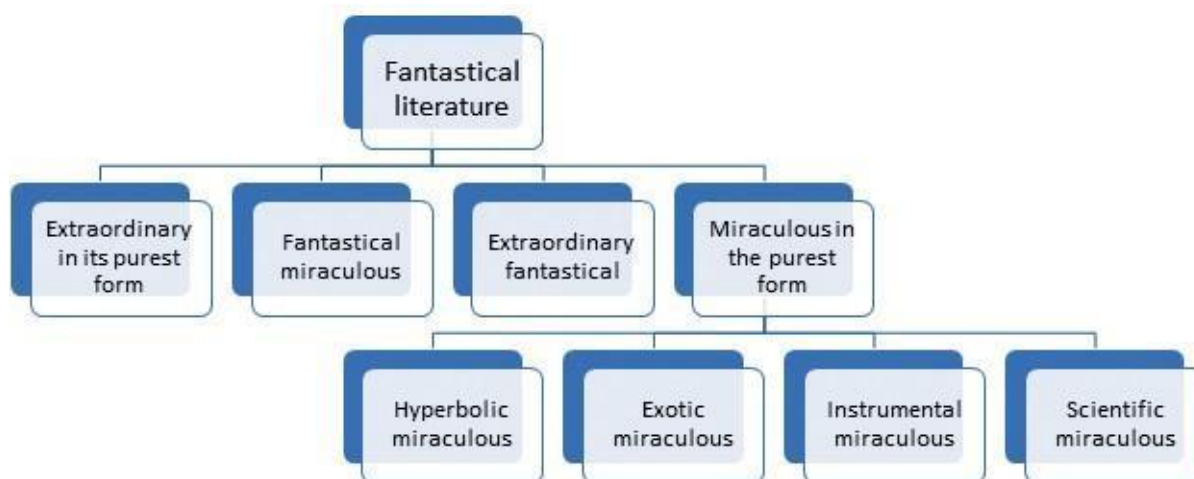 Fantastical
literature
Extraordinary
in its purest
form
Fantastical
miraculous
Extraordinary
fantastical
Miraculous in
the purest
form
Hyperbolic
miraculous
Exotic
miraculous
Instrumental
miraculous
Scientific
miraculous